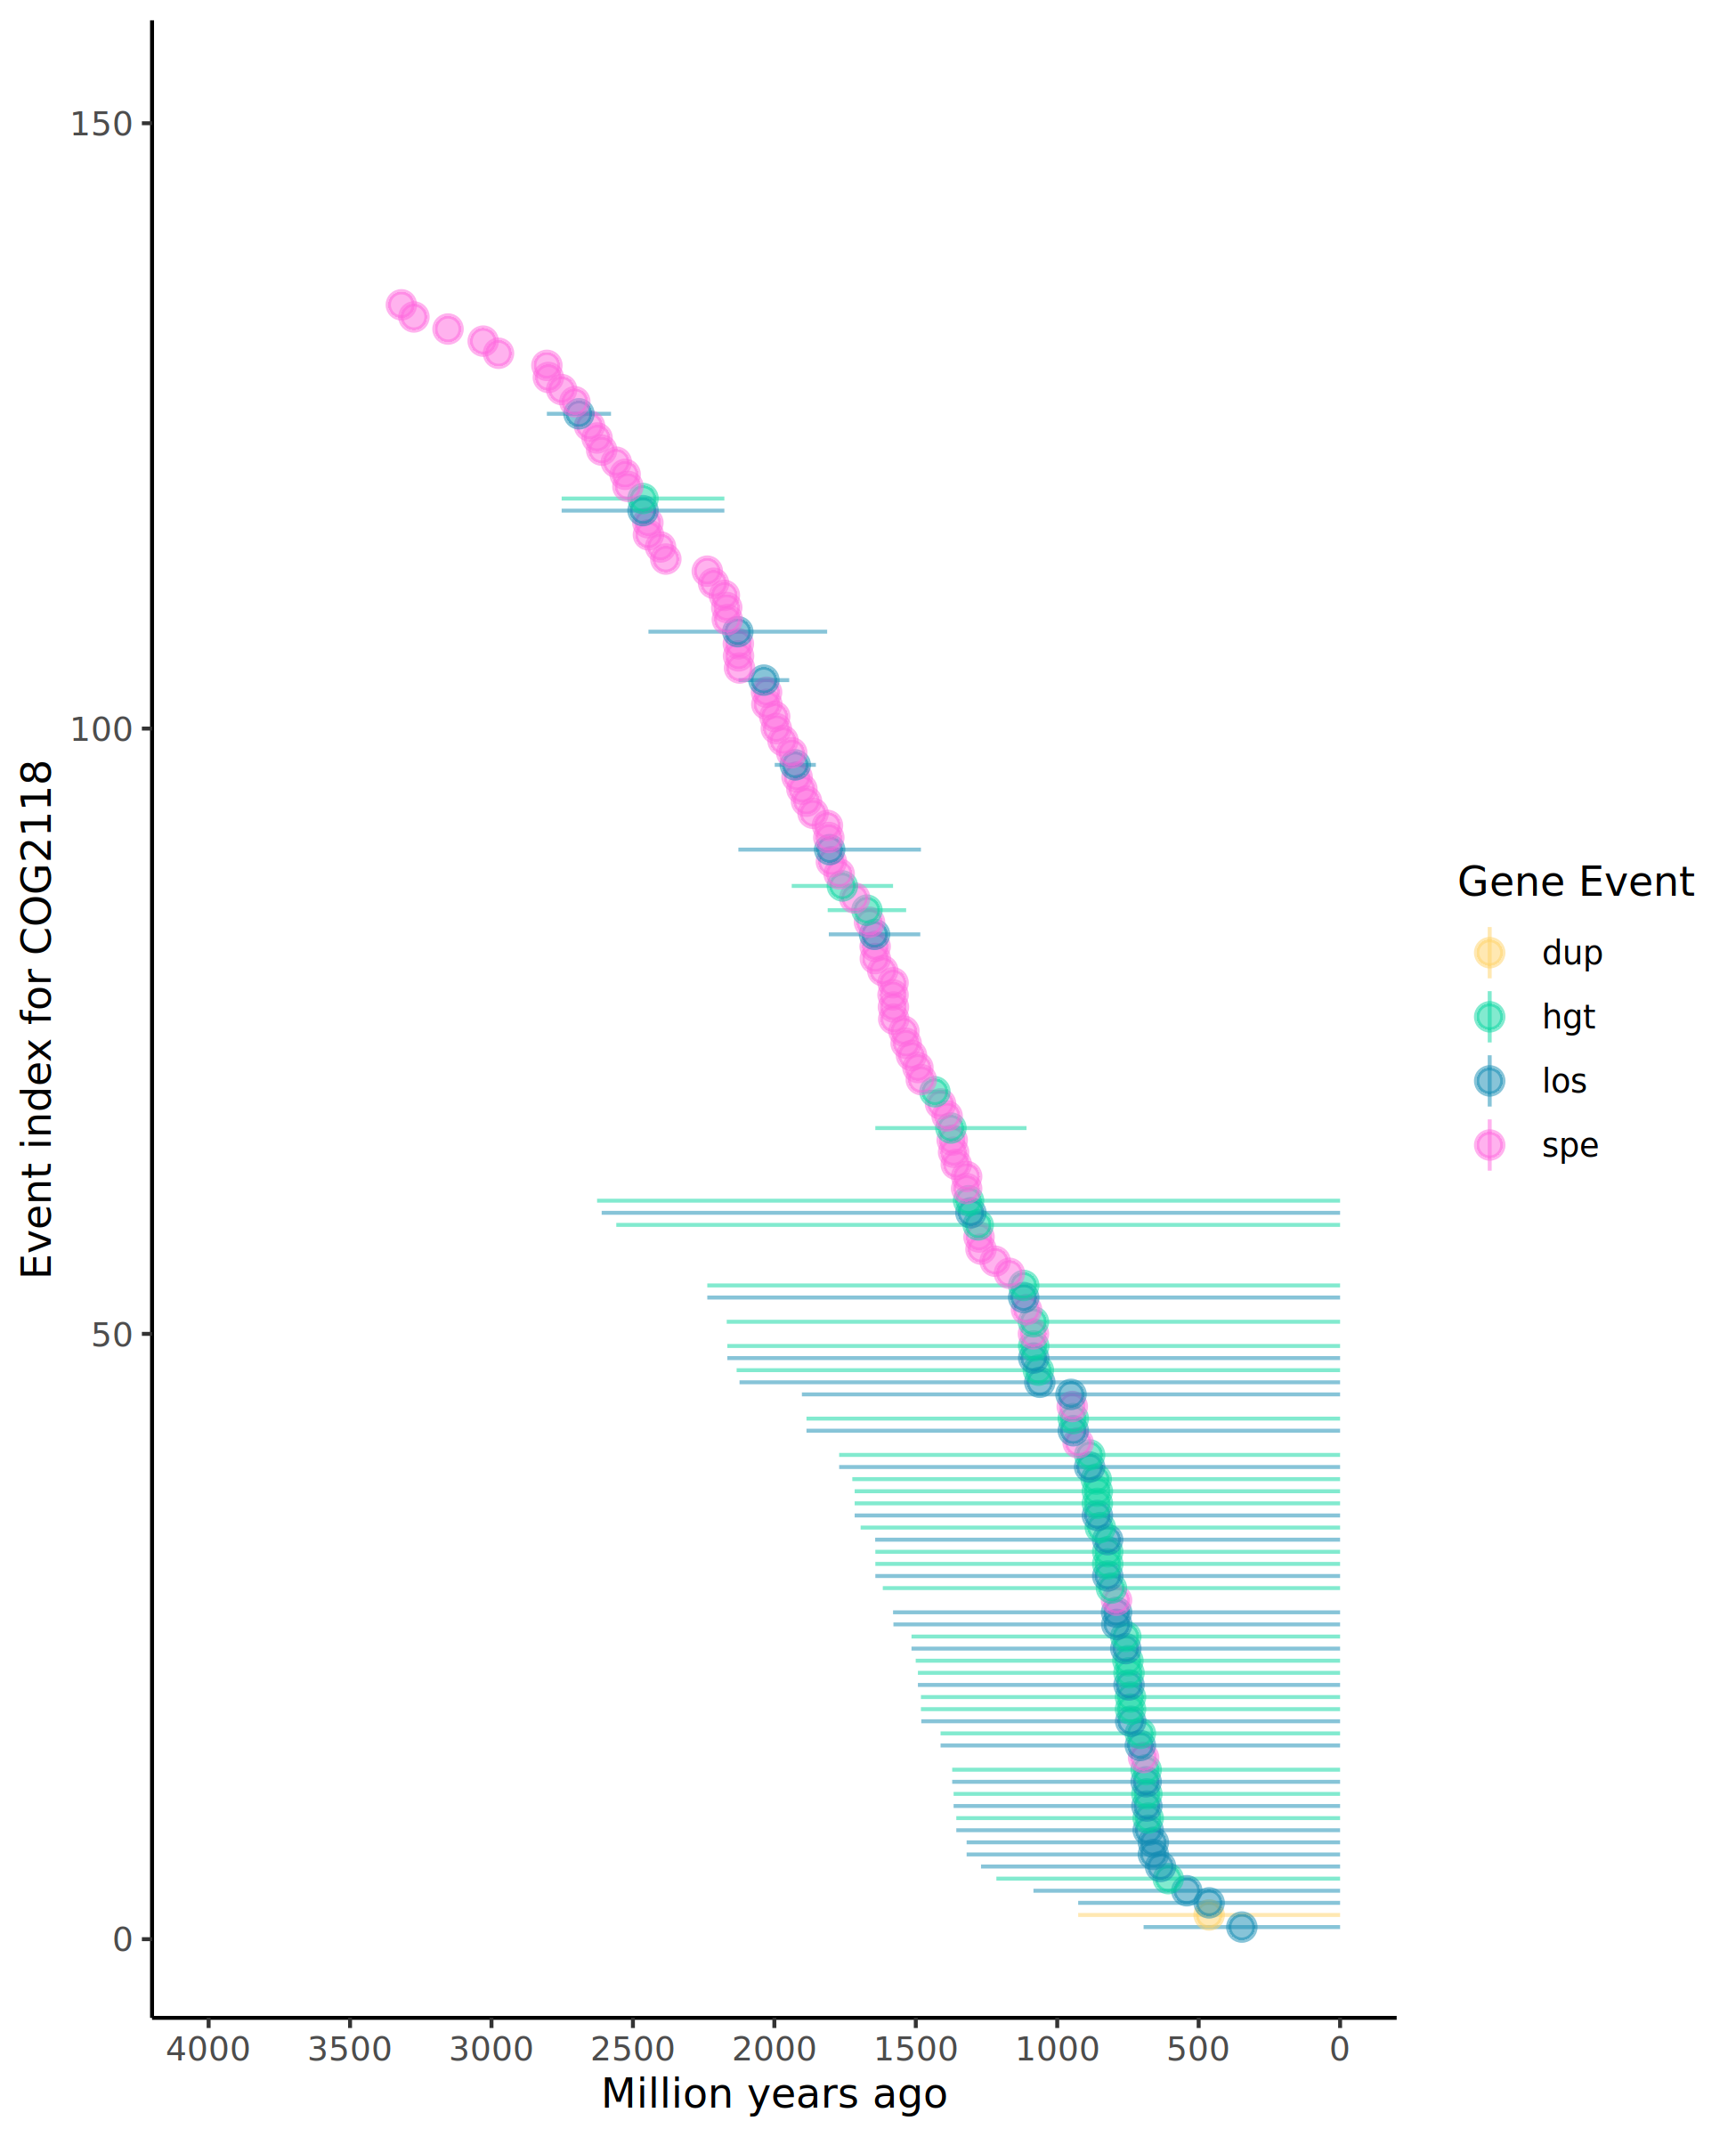 150
100
50
0
Event index for COG2118
4000 3500 3000 2500 2000 1500 1000 500 0
Million years ago
Gene Event
dup
hgt
los
spe